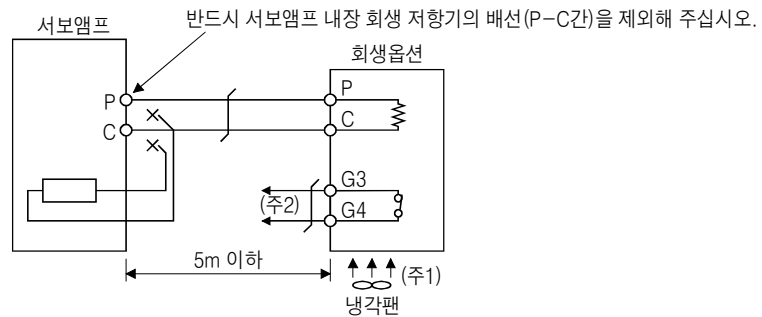 반드시 서보앰프 내장 회생 저항기의 배선(P-C간)을 제외해 주십시오.
서보앰프
회생옵션
P
P
C
C
G3
(주2)
G4
5m 이하
(주1)
냉각팬